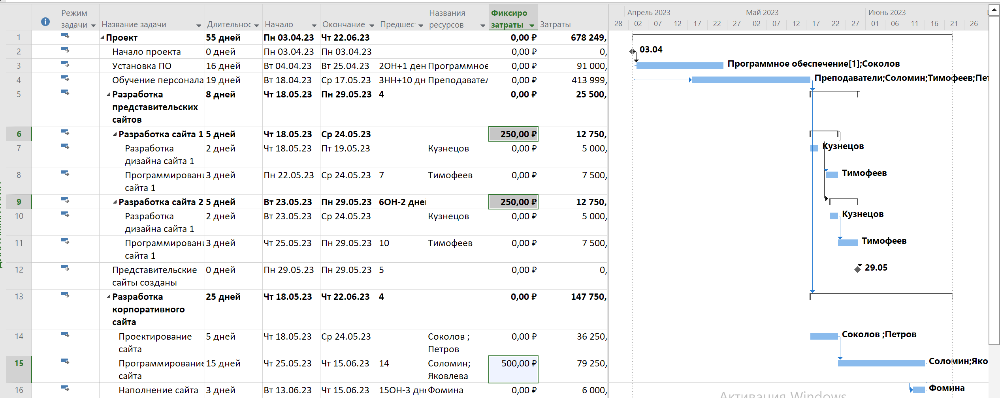 Режим задачи Название задачи Длительнос Начало Окончание Предшест Названия ресурсов Фиксиро затраты Затраты
Апрель 2023 Май 2023 Июнь 2023
28 02 07 12 17 22 27 02 07 12 17 22 27 01 06 11 16 21 26
1 Проект 55 дней Пн 03.04.23 Чт 22.06.23 0,00 ₽ 678 249,
2 Начало проекта 0 дней Пн 03.04.23 Пн 03.04.23 0,00 ₽ 0, 03.04
3 Установка ПО 16 дней Вт 04.04.23 Вт 25.04.23 2ОН+1 ден Программное 0,00 ₽ 91 000, Программное обеспечение[1];Соколов
4 Обучение персонала 19 дней Вт 18.04.23 Ср 17.05.23 3НН+10 дн Преподавател 0,00 ₽ 413 999, Преподаватели;Соломин;Тимофеев;Пет
5 Разработка представительских сайтов 8 дней Чт 18.05.23 Пн 29.05.23 4 0,00 ₽ 25 500,
6 Разработка сайта 1 5 дней Чт 18.05.23 Ср 24.05.23 250,00 ₽ 12 750,
7 Разработка дизайна сайта 1 2 дней Чт 18.05.23 Пт 19.05.23 Кузнецов 0,00 ₽ 5 000, Кузнецов
8 Программировани сайта 1 3 дней Пн 22.05.23 Ср 24.05.23 7 Тимофеев 0,00 ₽ 7 500, Тимофеев
9 Разработка сайта 2 5 дней Вт 23.05.23 Пн 29.05.23 6ОН-2 дне 250,00 ₽ 12 750,
10 Разработка дизайна сайта 1 2 дней Вт 23.05.23 Ср 24.05.23 Кузнецов 0,00 ₽ 5 000, Кузнецов
11 Программировани сайта 1 3 дней Чт 25.05.23 Пн 29.05.23 10 Тимофеев 0,00 ₽ 7 500, Тимофеев
12 Представительские сайты созданы 0 дней Пн 29.05.23 Пн 29.05.23 5 0,00 ₽ 0, 29.05
13 Разработка корпоративного сайта 25 дней Чт 18.05.23 Чт 22.06.23 4 0,00 ₽ 147 750,
14 Проектирование сайта 5 дней Чт 18.05.23 Ср 24.05.23 Соколов ; Петров 0,00 ₽ 36 250, Соколов ;Петров
15 Программирование сайта 15 дней Чт 25.05.23 Чт 15.06.23 14 Соломин; Яковлева 500,00 ₽ 79 250, Соломин;Яко
16 Наполнение сайта 3 дней Вт 13.06.23 Чт 15.06.23 15ОН-3 дне Фомина 0,00 ₽ 6 000, Фомина
Активация Windows